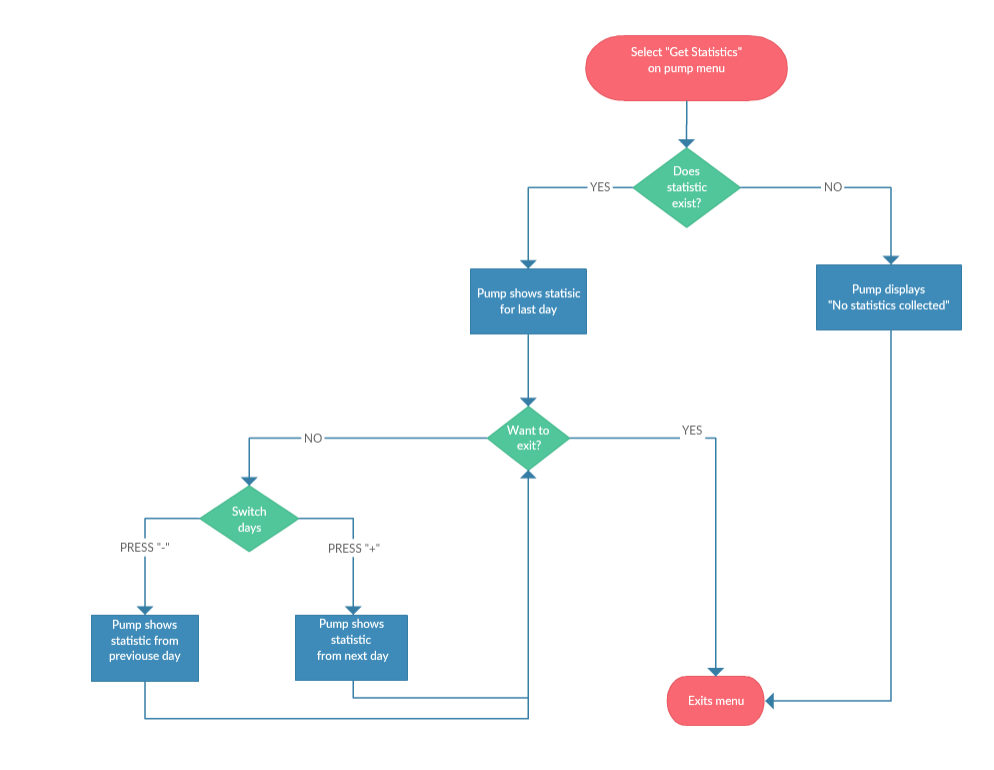 Select "Get Statistics"
on pump menu
Does
statistic
exist?
YES
NO
Pump shows statisic
for last day
Pump displays
"No statistics collected"
Want to
exit?
NO
YES
Switch
days
PRESS "-"
PRESS "+"
Pump shows
statistic from
previouse day
Pump shows
statistic
from next day
Exits menu